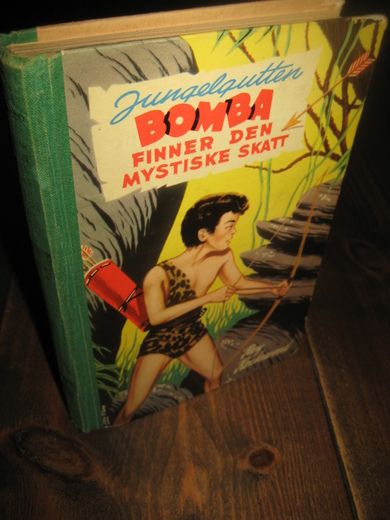 Jungelgutten
BOMBA
FINNER DEN
MYSTISKE SKATT